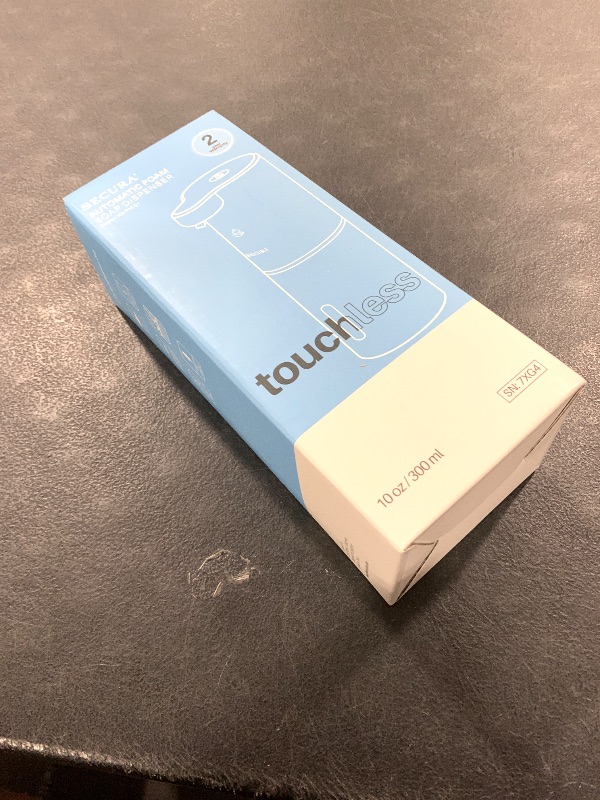 SECURA®
AUTOMATIC FOAM
SOAP DISPENSER
2
touchless
10 oz / 300 ml
SN: 7XG4